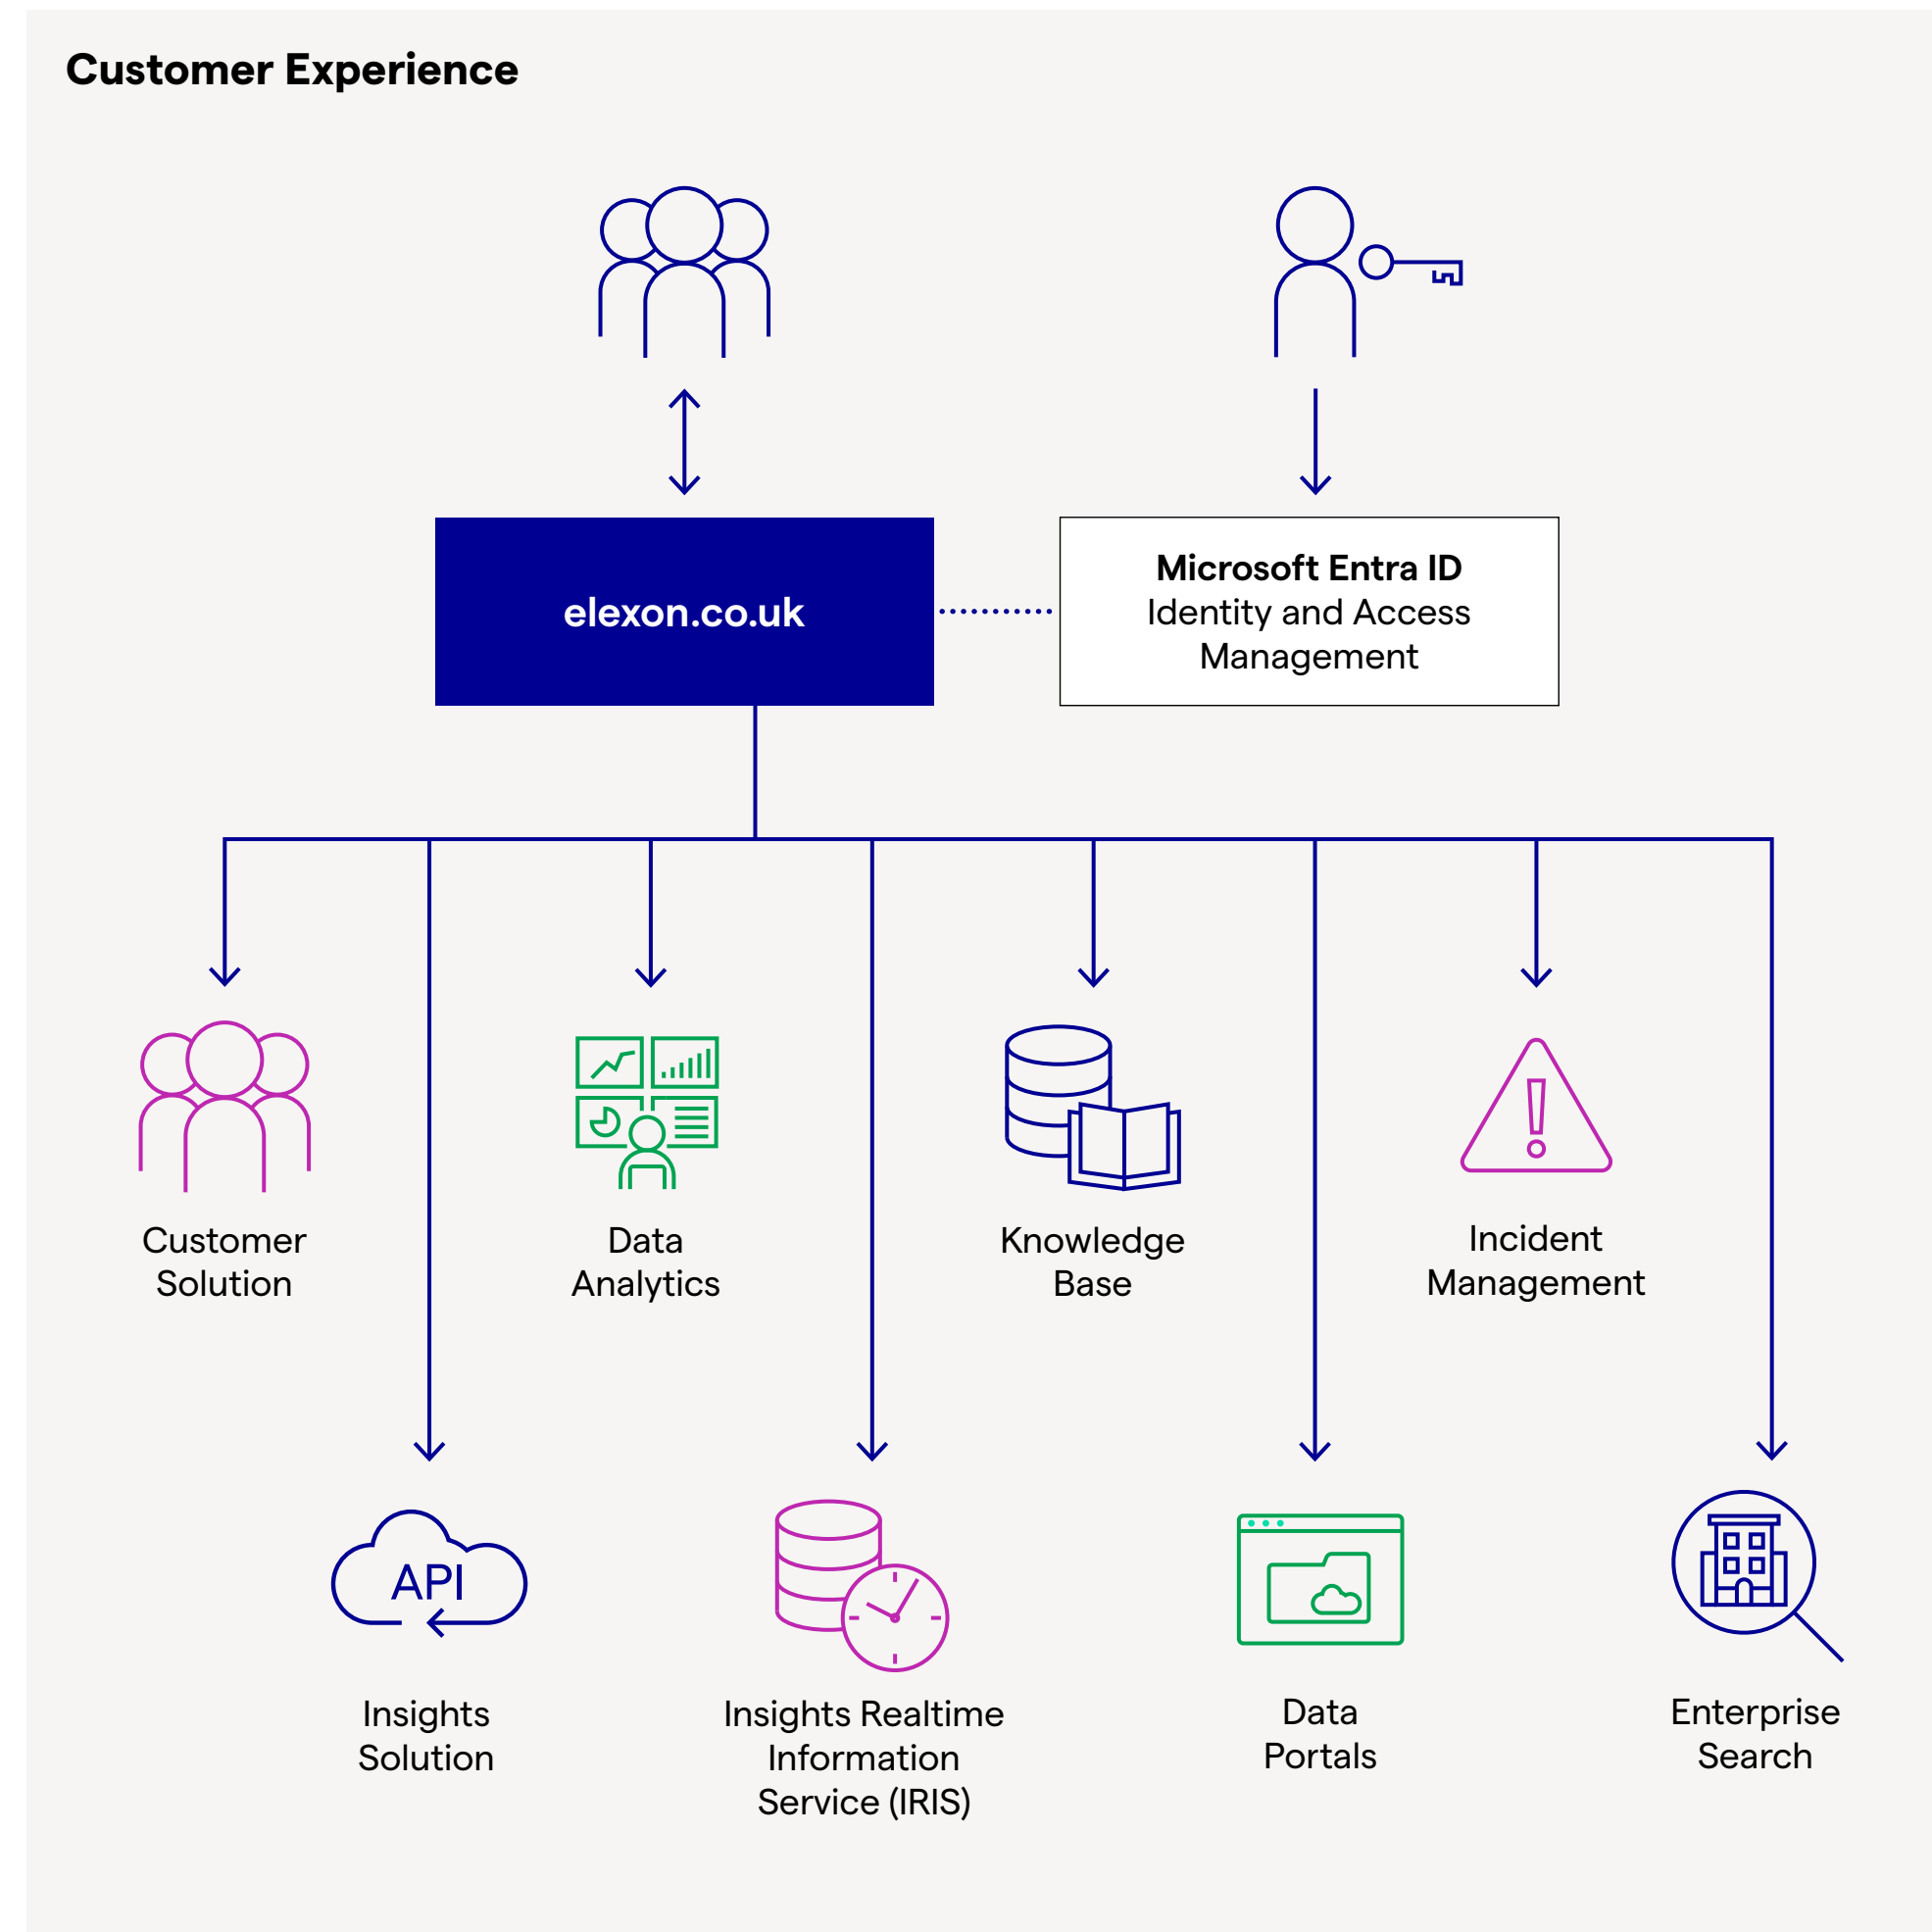 Customer Experience
elexon.co.uk
Microsoft Entra ID
Identity and Access
Management
Customer
Solution
Data
Analytics
Knowledge
Base
Incident
Management
API
Insights
Solution
Insights Realtime
Information
Service (IRIS)
Data
Portals
Enterprise
Search